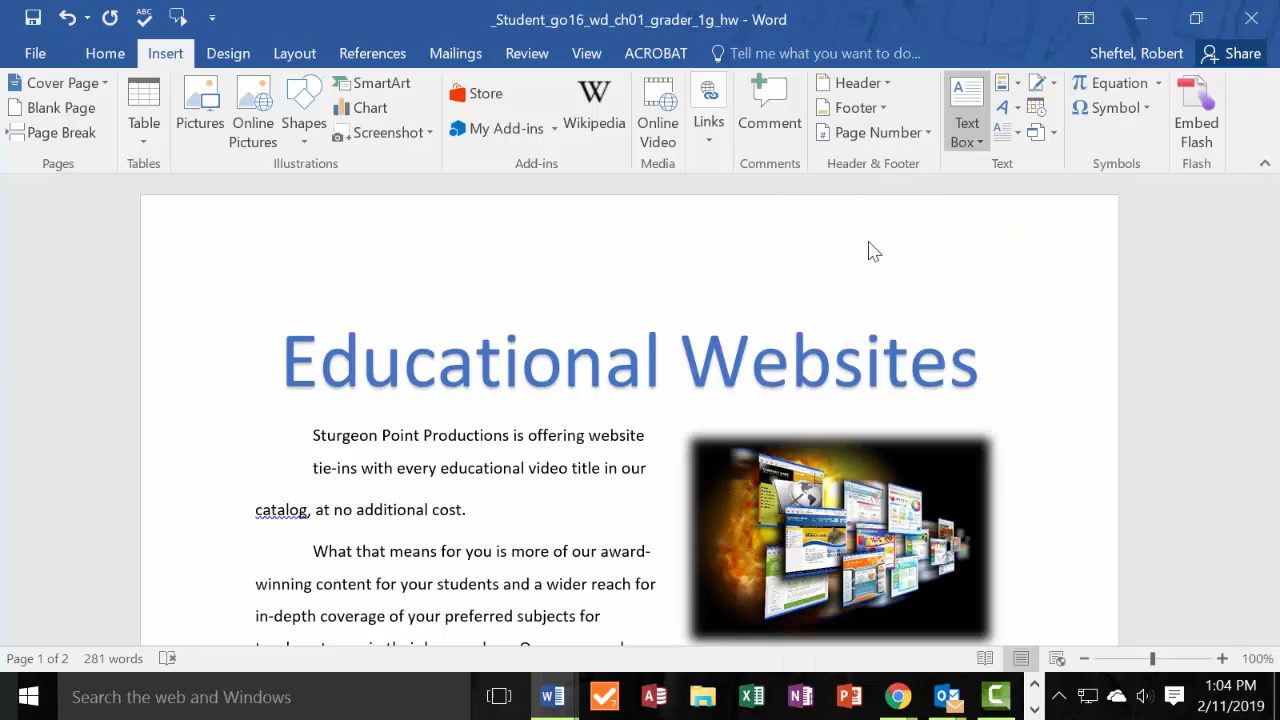 _Student_go16_wd_ch01_grader_1g_hw - Word
File Home Insert Design Layout References Mailings Review View ACROBAT Tell me what you want to do... Sheftel, Robert Share
Cover Page
Blank Page
Page Break
Pages
Table
Tables
Pictures
Online Pictures
Shapes
SmartArt
Chart
Screenshot
Illustrations
Store
My Add-ins
W
Wikipedia
Add-ins
Online Video
Media
Links
Comment
Comments
Header
Footer
Page Number
Header & Footer
Text Box
Text
Equation
Symbol
Symbols
Embed Flash
Flash
Educational Websites
Sturgeon Point Productions is offering website
tie-ins with every educational video title in our
catalog, at no additional cost.
What that means for you is more of our award-
winning content for your students and a wider reach for
in-depth coverage of your preferred subjects for
Page 1 of 2 281 words 100%
Search the web and Windows
1:04 PM
2/11/2019